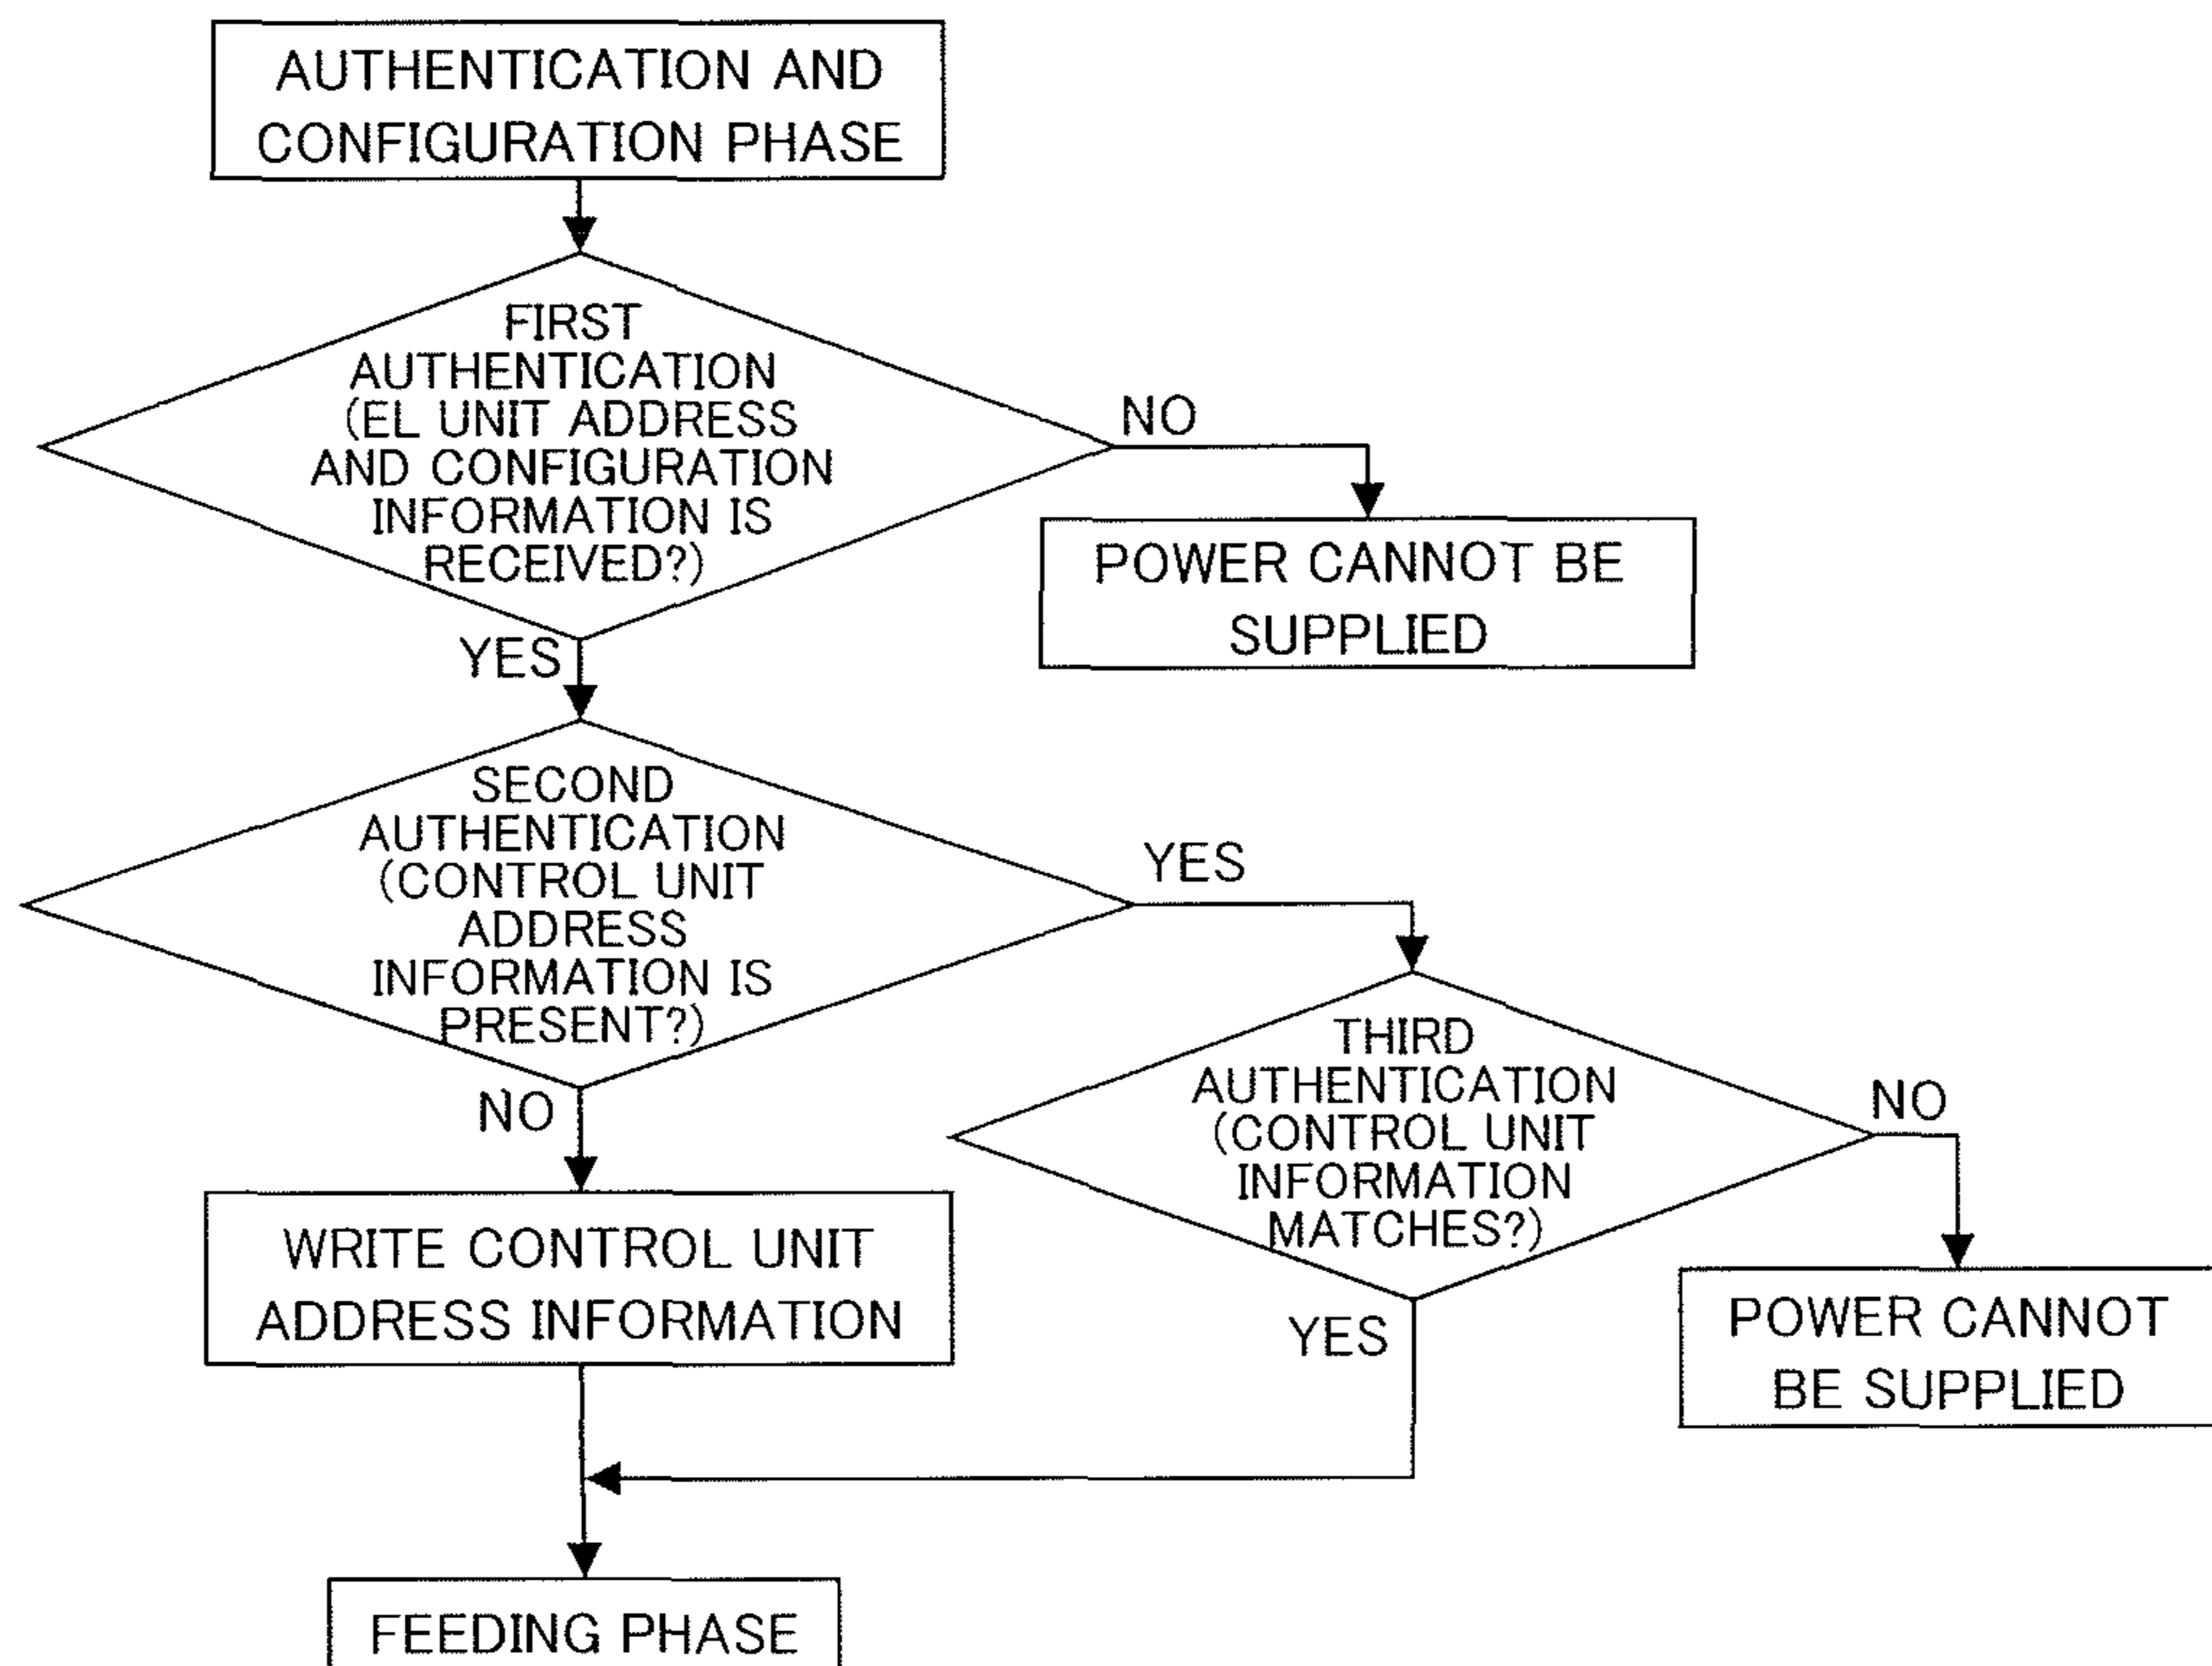 AUTHENTICATION AND
CONFIGURATION PHASE
FIRST
AUTHENTICATION
(EL UNIT ADDRESS
AND CONFIGURATION
INFORMATION IS
RECEIVED?)
NO
POWER CANNOT BE
SUPPLIED
YES
SECOND
AUTHENTICATION
(CONTROL UNIT
ADDRESS
INFORMATION IS
PRESENT?)
YES
THIRD
AUTHENTICATION
(CONTROL UNIT
INFORMATION
MATCHES?)
NO
POWER CANNOT
BE SUPPLIED
NO
WRITE CONTROL UNIT
ADDRESS INFORMATION
YES
FEEDING PHASE